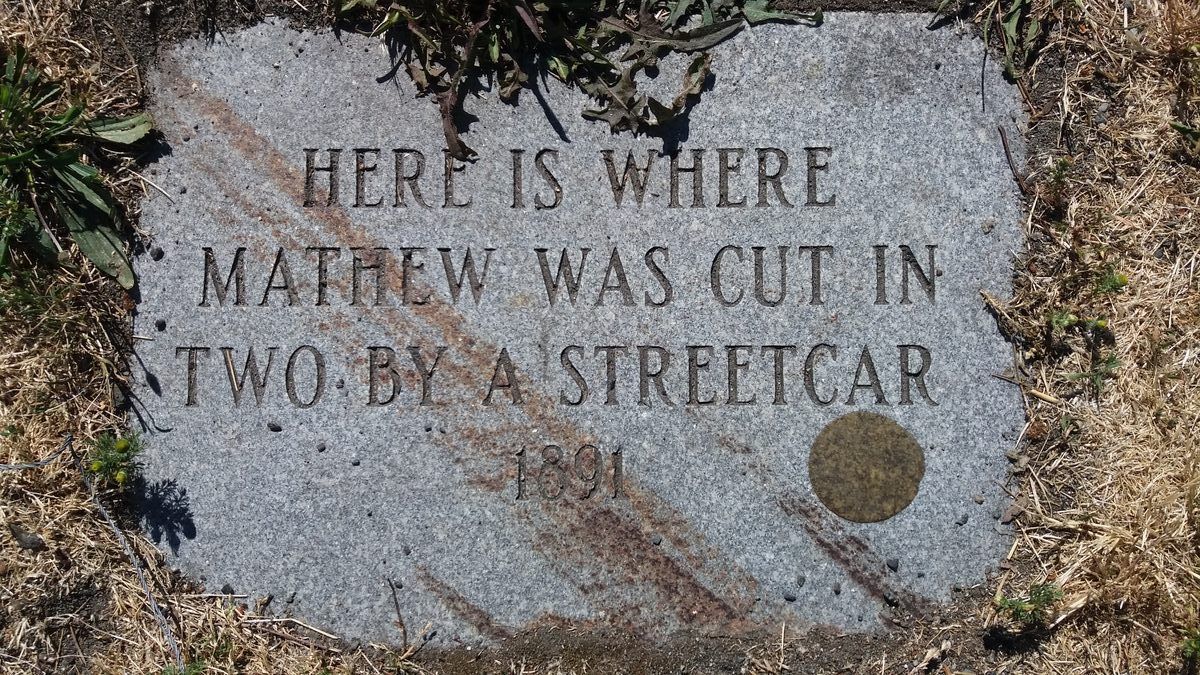 HERE IS WHERE
MATHEW WAS CUT IN
TWO BY A STREETCAR
1891